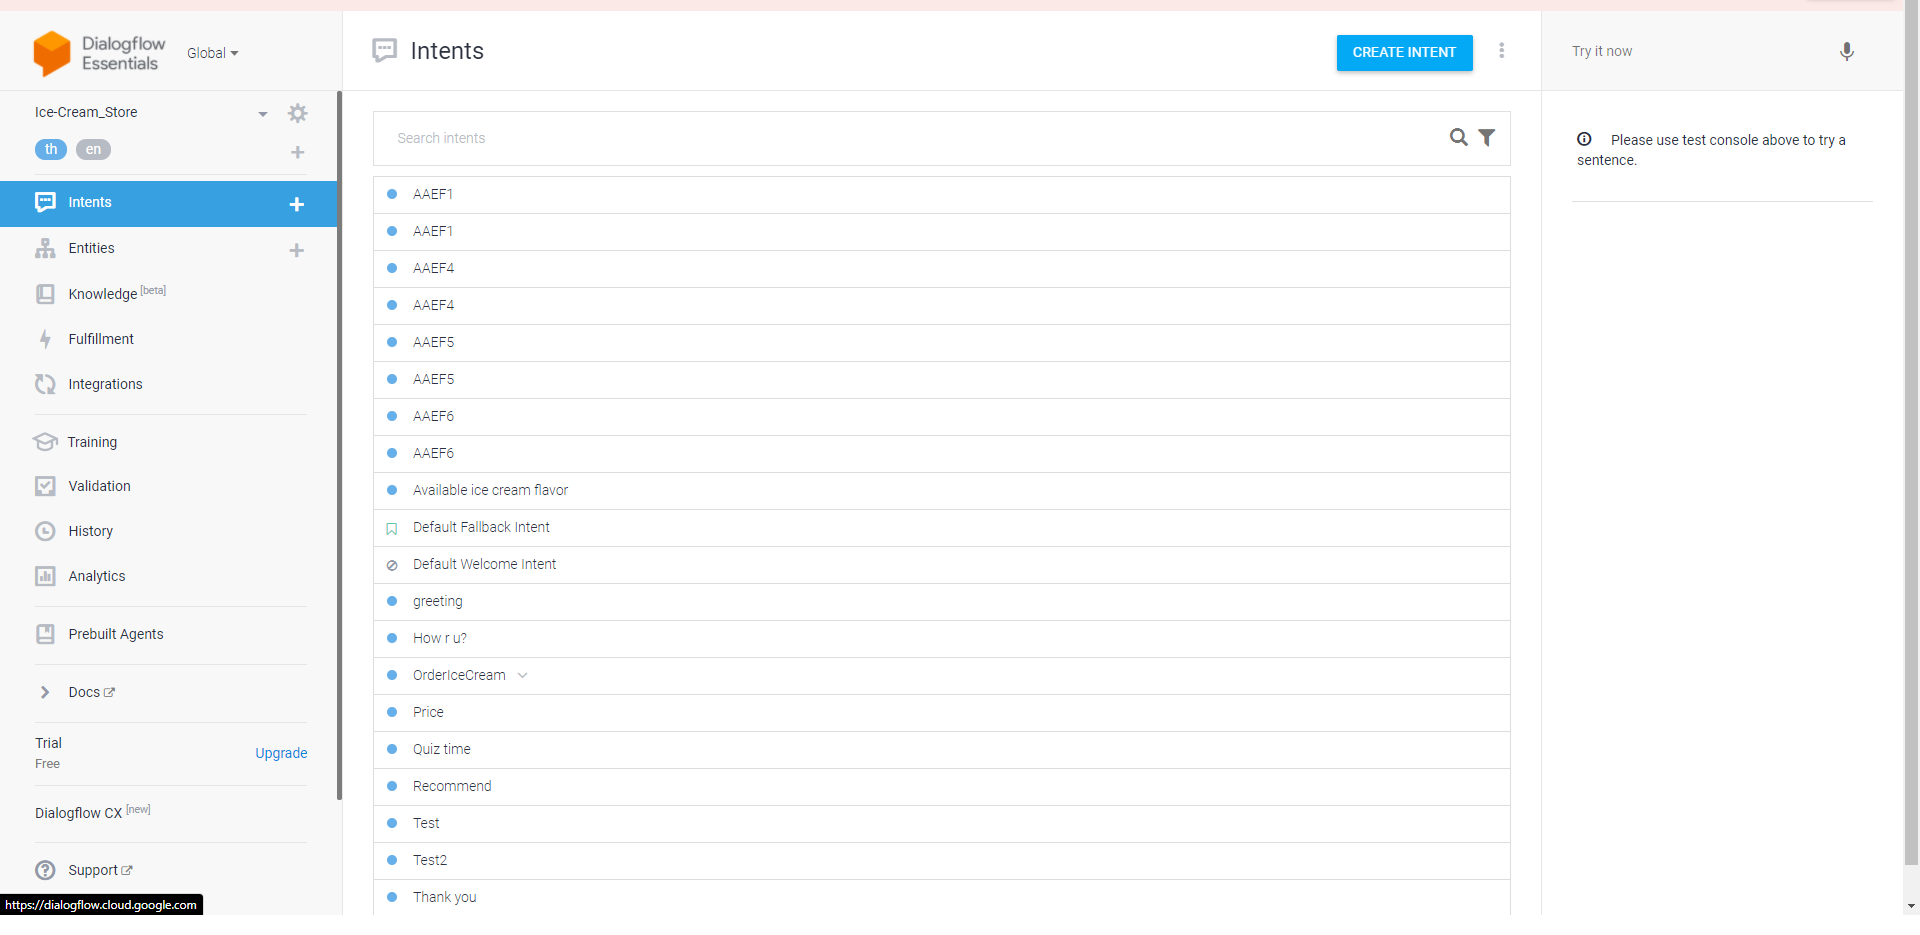 Dialogflow
Essentials
Global
Ice-Cream_Store
th
en
Intents
Entities
Knowledge [beta]
Fulfillment
Integrations
Training
Validation
History
Analytics
Prebuilt Agents
Docs
Trial
Free
Upgrade
Dialogflow CX [new]
Support
https://dialogflow.cloud.google.com
Intents
CREATE INTENT
Search intents
AAEF1
AAEF1
AAEF4
AAEF4
AAEF5
AAEF5
AAEF6
AAEF6
Available ice cream flavor
Default Fallback Intent
Default Welcome Intent
greeting
How r u?
OrderIceCream
Price
Quiz time
Recommend
Test
Test2
Thank you
Try it now
Please use test console above to try a
sentence.